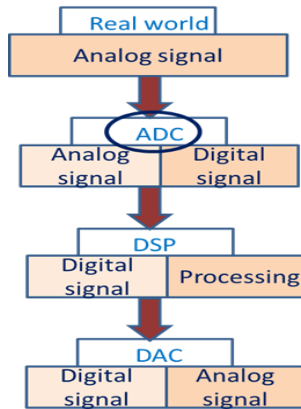 Real world
Analog signal
ADC
Analog signal
Digital signal
DSP
Digital signal
Processing
DAC
Digital signal
Analog signal